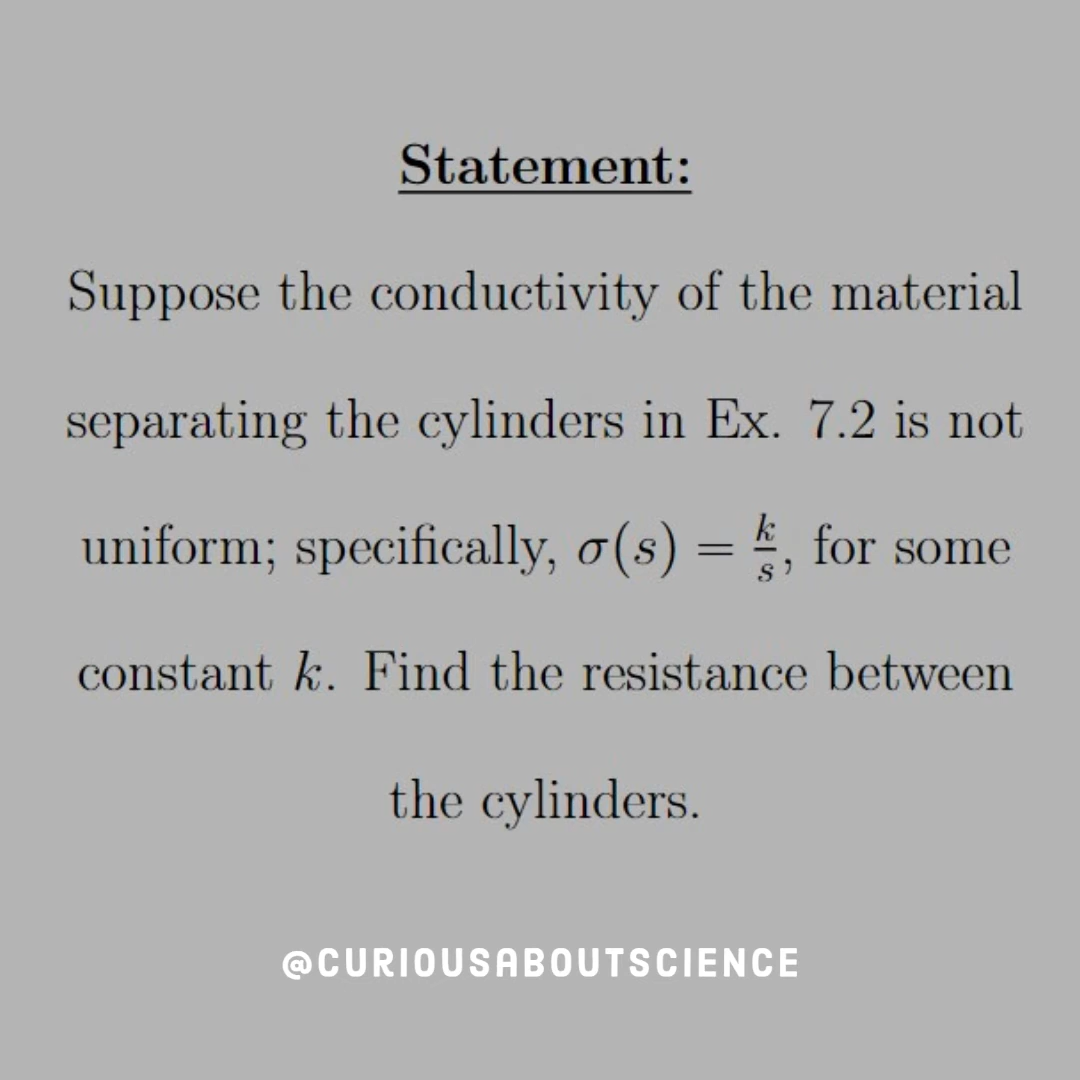 Statement:
Suppose the conductivity of the material
separating the cylinders in Ex. 7.2 is not
uniform; specifically, σ(s) = k/s, for some
constant k. Find the resistance between
the cylinders.
@CURIOUSABOUTSCIENCE